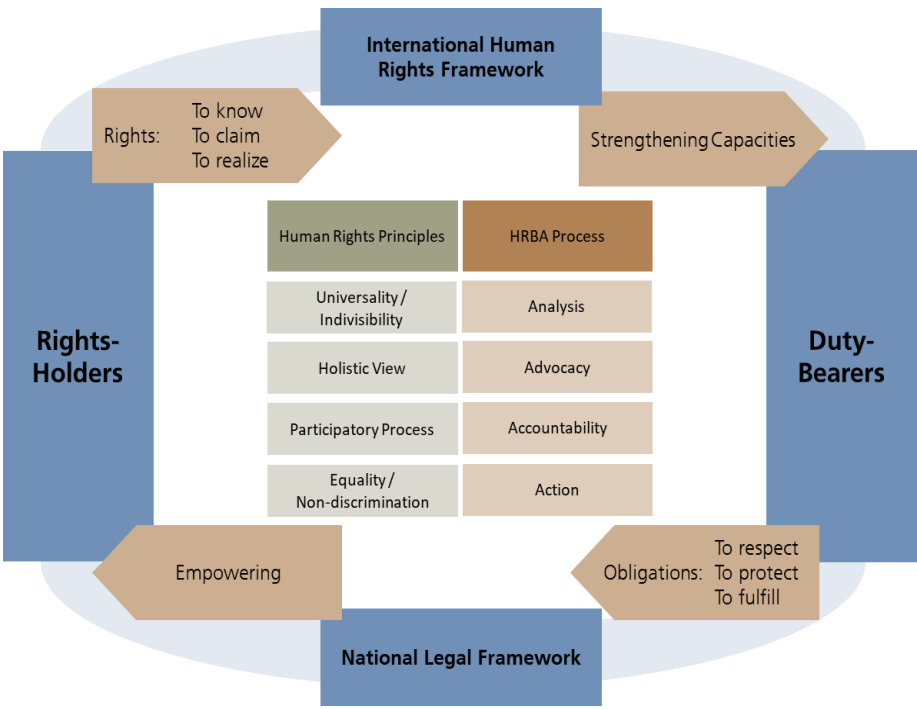 International Human
Rights Framework
Rights:
To know
To claim
To realize
Strengthening Capacities
Human Rights Principles
HRBA Process
Universality /
Indivisibility
Analysis
Rights-
Holders
Holistic View
Advocacy
Duty-
Bearers
Participatory Process
Accountability
Equality /
Non-discrimination
Action
Empowering
Obligations:
To respect
To protect
To fulfill
National Legal Framework